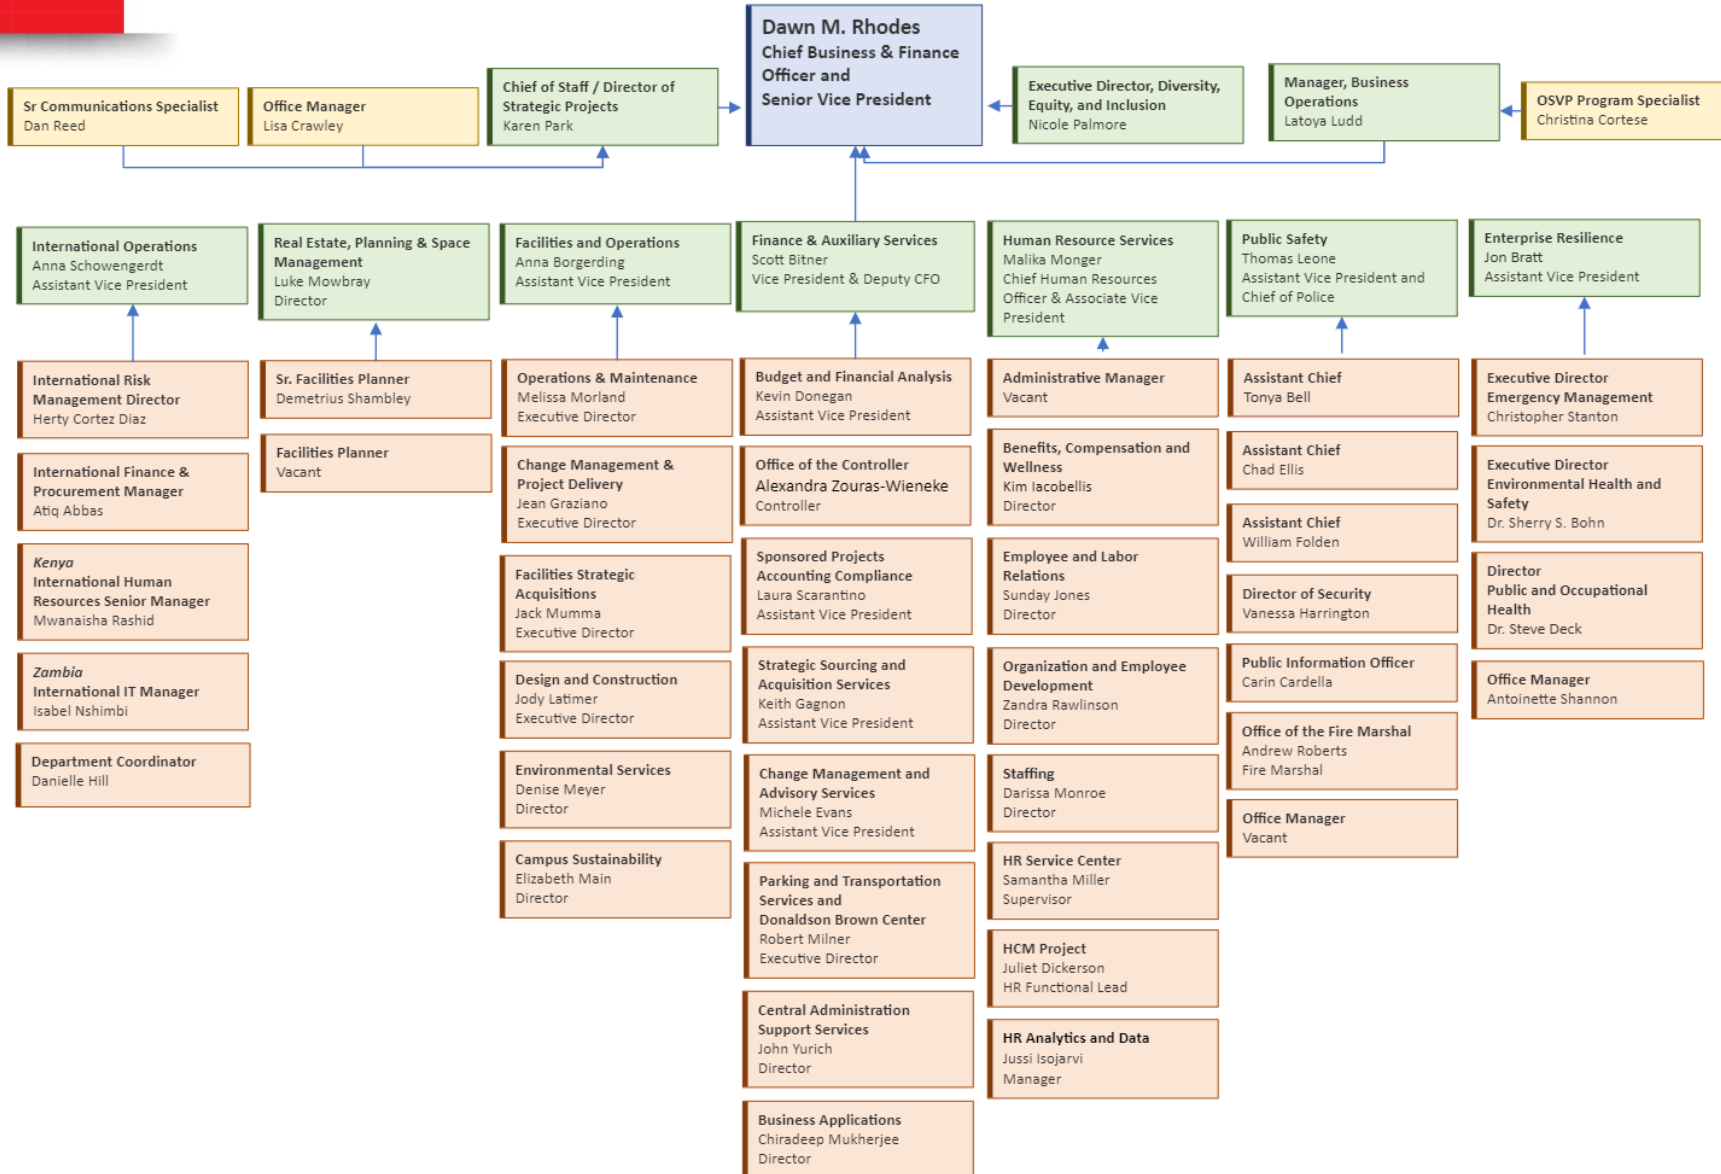 Dawn M. Rhodes
Chief Business & Finance
Officer and
Senior Vice President
Sr Communications Specialist
Dan Reed
Office Manager
Lisa Crawley
Chief of Staff / Director of
Strategic Projects
Karen Park
Executive Director, Diversity,
Equity, and Inclusion
Nicole Palmore
Manager, Business
Operations
Latoya Ludd
OSVP Program Specialist
Christina Cortese
International Operations
Anna Schowengerdt
Assistant Vice President
Real Estate, Planning & Space
Management
Luke Mowbray
Director
Facilities and Operations
Anna Borgerding
Assistant Vice President
Finance & Auxiliary Services
Scott Bitner
Vice President & Deputy CFO
Human Resource Services
Malika Monger
Chief Human Resources
Officer & Associate Vice
President
Public Safety
Thomas Leone
Assistant Vice President and
Chief of Police
Enterprise Resilience
Jon Bratt
Assistant Vice President
International Risk
Management Director
Herty Cortez Diaz
International Finance &
Procurement Manager
Atiq Abbas
Kenya
International Human
Resources Senior Manager
Mwanaisha Rashid
Zambia
International IT Manager
Isabel Nshimbi
Department Coordinator
Danielle Hill
Sr. Facilities Planner
Demetrius Shambley
Facilities Planner
Vacant
Operations & Maintenance
Melissa Morland
Executive Director
Change Management &
Project Delivery
Jean Graziano
Executive Director
Facilities Strategic
Acquisitions
Jack Mumma
Executive Director
Design and Construction
Jody Latimer
Executive Director
Environmental Services
Denise Meyer
Director
Campus Sustainability
Elizabeth Main
Director
Budget and Financial Analysis
Kevin Donegan
Assistant Vice President
Office of the Controller
Alexandra Zouras-Wieneke
Controller
Sponsored Projects
Accounting Compliance
Laura Scarantino
Assistant Vice President
Strategic Sourcing and
Acquisition Services
Keith Gagnon
Assistant Vice President
Change Management and
Advisory Services
Michele Evans
Assistant Vice President
Parking and Transportation
Services and
Donaldson Brown Center
Robert Milner
Executive Director
Central Administration
Support Services
John Yurich
Director
Business Applications
Chiradeep Mukherjee
Director
Administrative Manager
Vacant
Benefits, Compensation and
Wellness
Kim Iacobellis
Director
Employee and Labor
Relations
Sunday Jones
Director
Organization and Employee
Development
Zandra Rawlinson
Director
Staffing
Darissa Monroe
Director
HR Service Center
Samantha Miller
Supervisor
HCM Project
Juliet Dickerson
HR Functional Lead
HR Analytics and Data
Jussi Isojarvi
Manager
Assistant Chief
Tonya Bell
Assistant Chief
Chad Ellis
Assistant Chief
William Folden
Director of Security
Vanessa Harrington
Public Information Officer
Carin Cardella
Office of the Fire Marshal
Andrew Roberts
Fire Marshal
Office Manager
Vacant
Executive Director
Emergency Management
Christopher Stanton
Executive Director
Environmental Health and
Safety
Dr. Sherry S. Bohn
Director
Public and Occupational
Health
Dr. Steve Deck
Office Manager
Antoinette Shannon